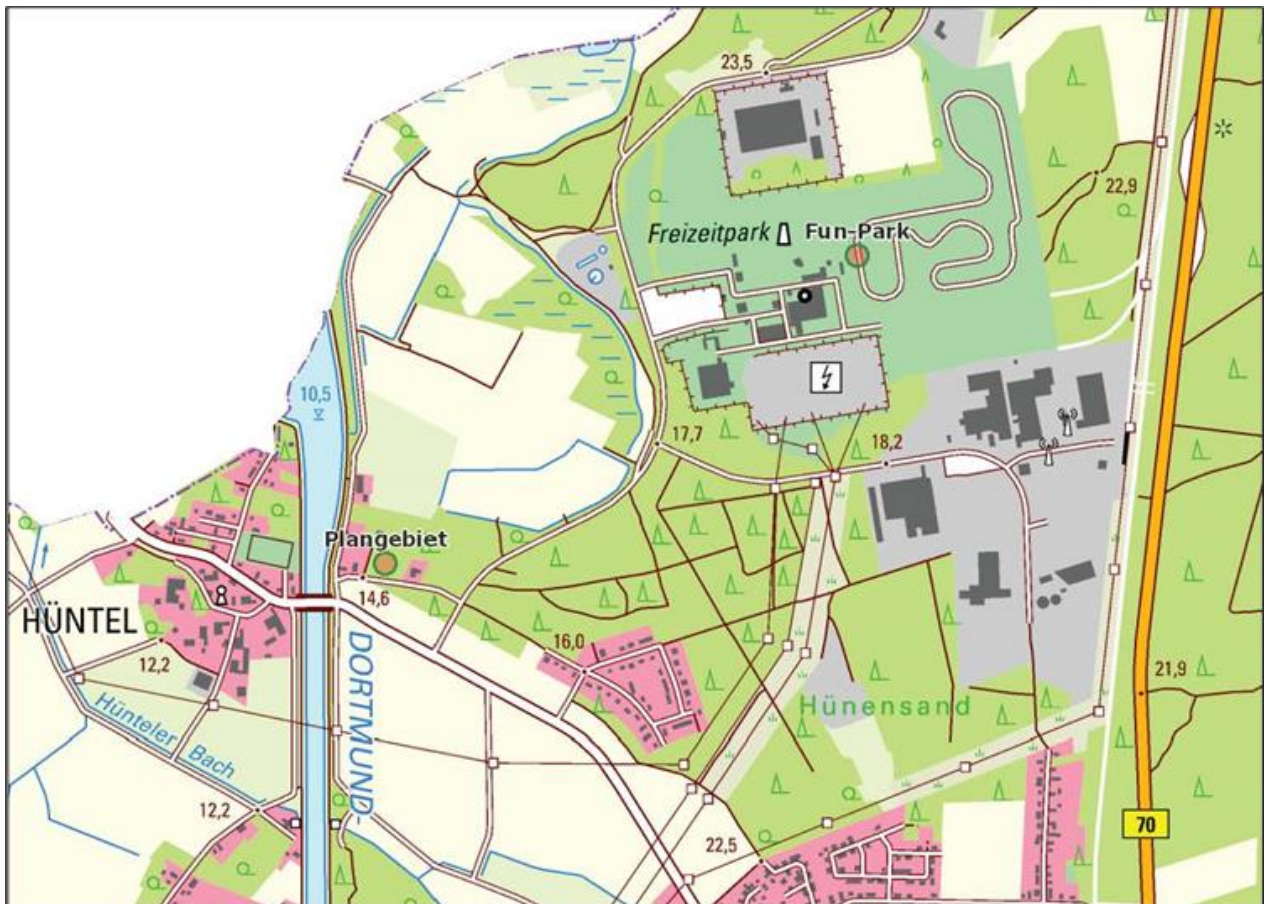 23,5
22,9
Freizeitpark Fun-Park
10,5
17,7
18,2
Plangebiet
14,6
HÜNTEL
16,0
12,2
DORTMUND-
21,9
Hünensand
Hünteler Bach
12,2
70
22,5